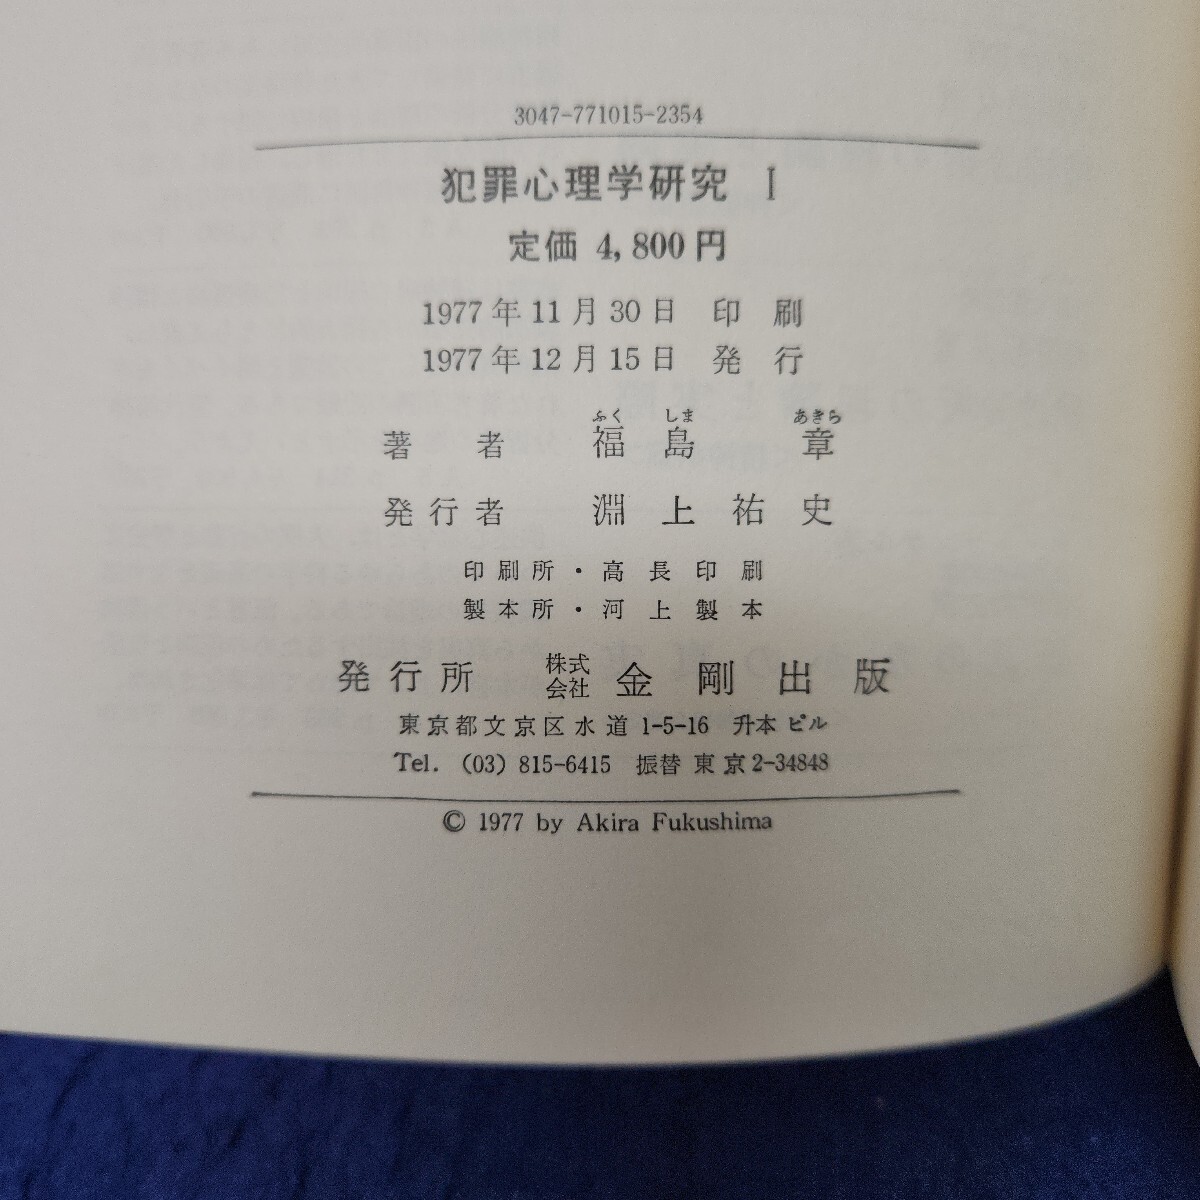 3047-771015-2354
犯罪心理学研究 I
定価 4,800円
1977年11月30日 印刷
1977年12月15日 発行
著者 福島 章
ふく しま あきら
発行者 淵上祐史
印刷所・高長印刷
製本所・河上製本
発行所 株式会社 金剛出版
東京都文京区水道1-5-16 升本ビル
Tel. (03) 815-6415 振替 東京2-34848
© 1977 by Akira Fukushima